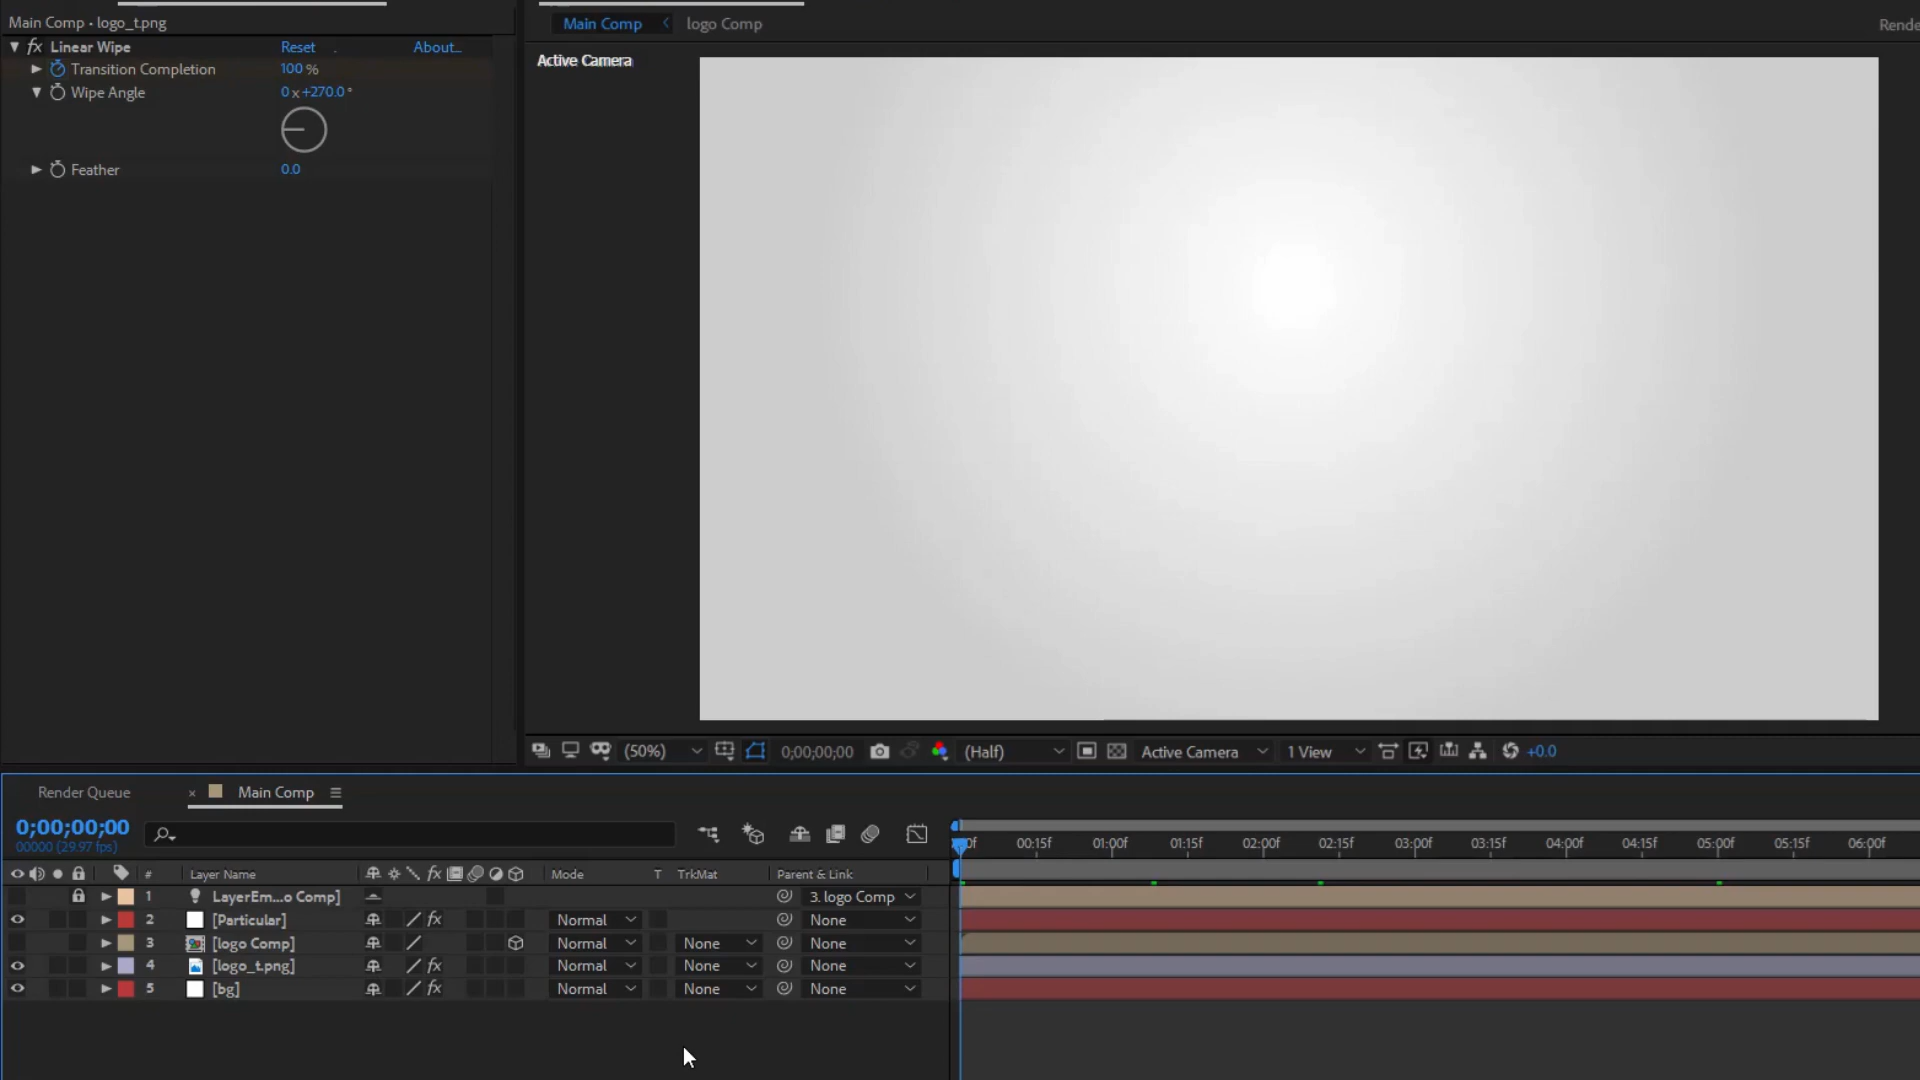 Main Comp • logo_t.png
fx Linear Wipe Reset . About...
Transition Completion 100 %
Wipe Angle 0 x +270.0 °
Feather 0.0
Main Comp logo Comp
Active Camera
(50%) 0;00;00;00 (Half) Active Camera 1 View +0.0
Render Queue × Main Comp
0;00;00;00
00000 (29.97 fps)
00:15f 01:00f 01:15f 02:00f 02:15f 03:00f 03:15f 04:00f 04:15f 05:00f 05:15f 06:00f
# Layer Name fx Mode T TrkMat Parent & Link
1 LayerEm...o Comp] 3. logo Comp
2 [Particular] fx Normal None
3 [logo Comp] Normal None None
4 [logo_t.png] fx Normal None None
5 [bg] fx Normal None None